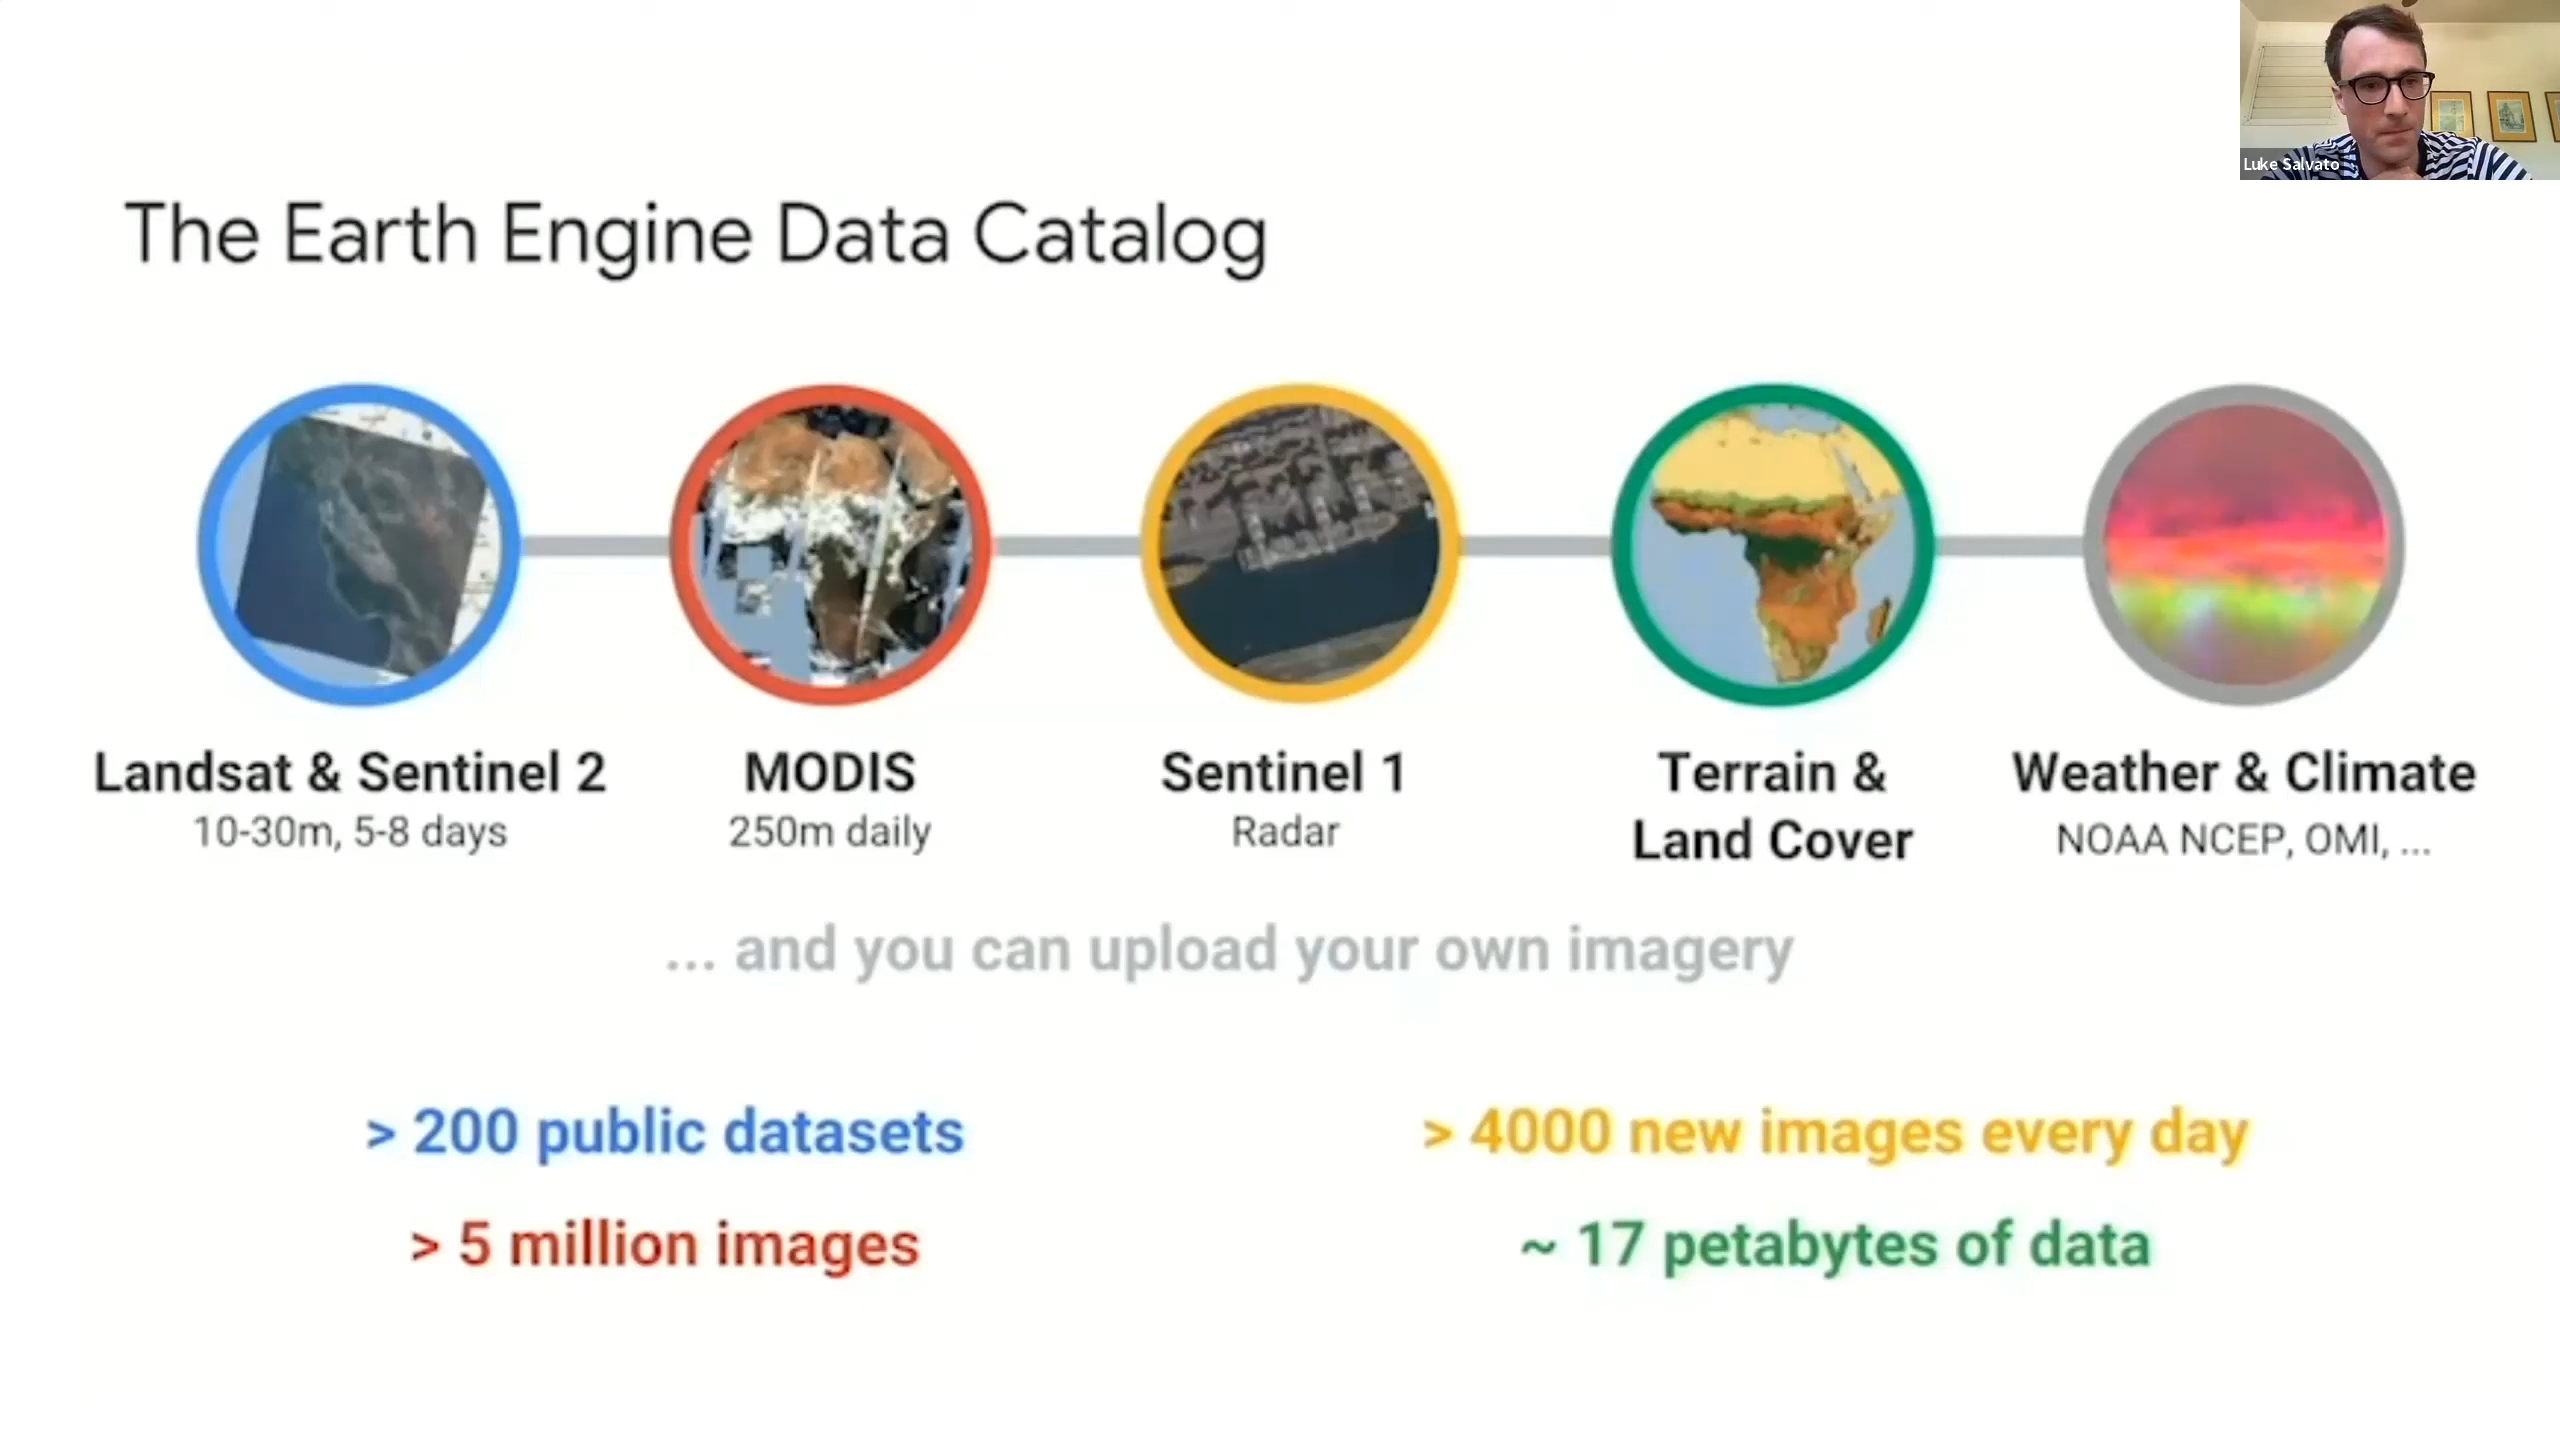 Luke Salvato
The Earth Engine Data Catalog
Landsat & Sentinel 2
10-30m, 5-8 days
MODIS
250m daily
Sentinel 1
Radar
Terrain &
Land Cover
Weather & Climate
NOAA NCEP, OMI, ...
... and you can upload your own imagery
> 200 public datasets
> 4000 new images every day
> 5 million images
~ 17 petabytes of data